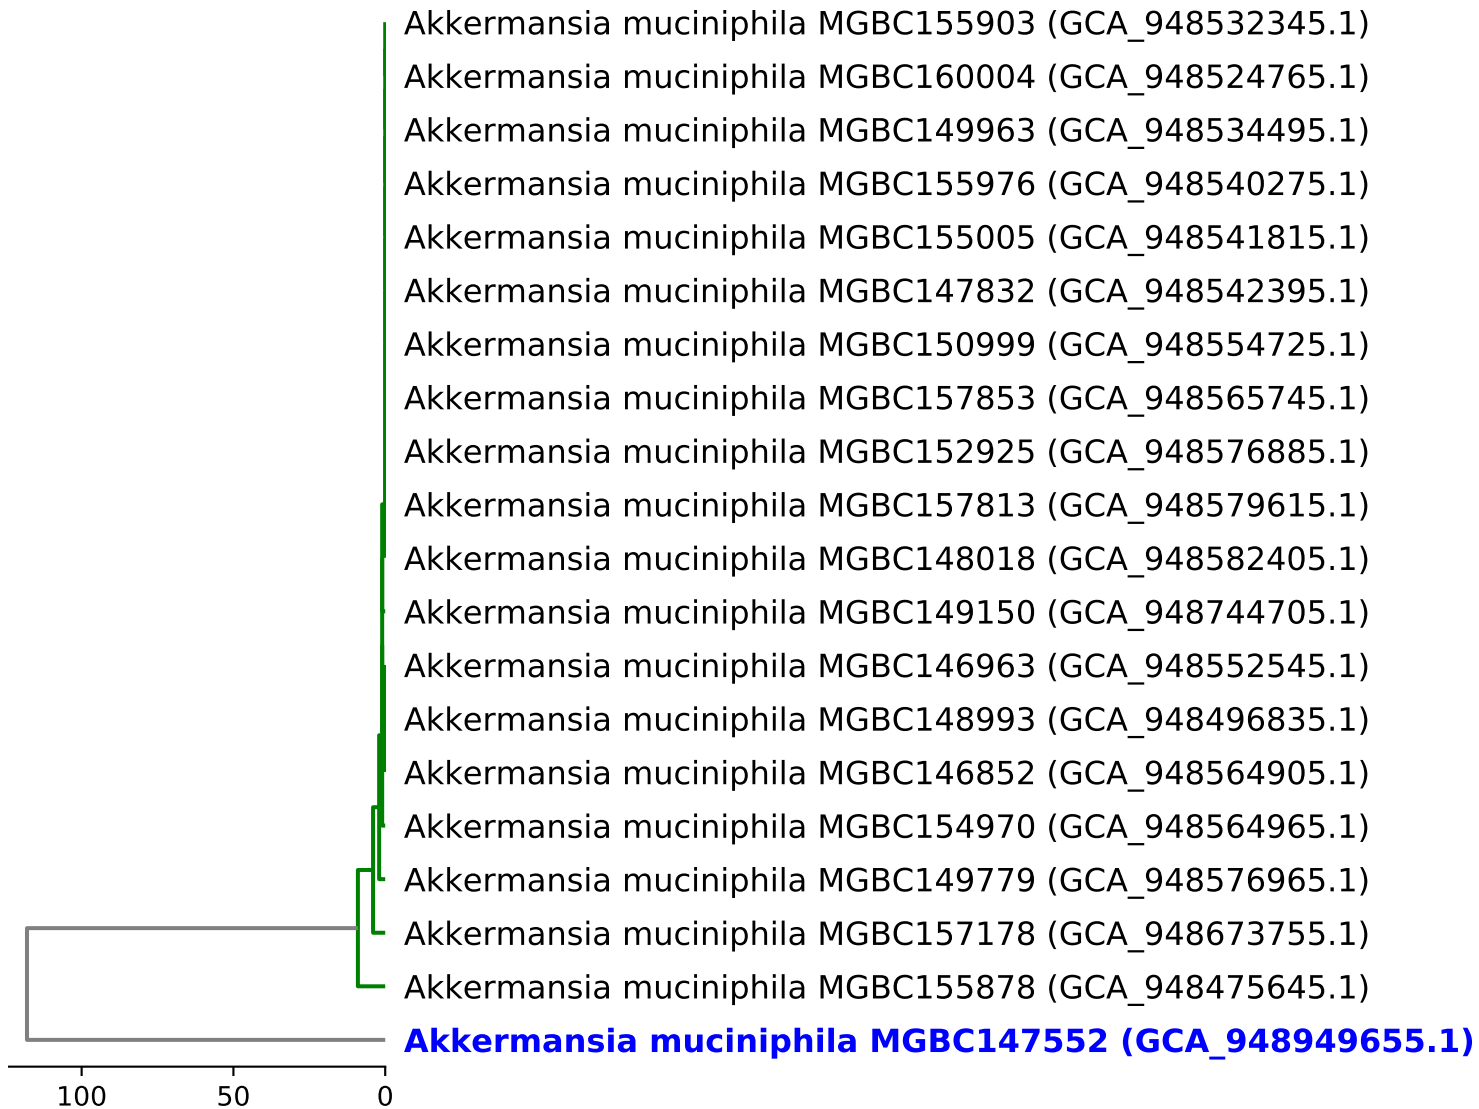 Akkermansia muciniphila MGBC155903 (GCA_948532345.1)
Akkermansia muciniphila MGBC160004 (GCA_948524765.1)
Akkermansia muciniphila MGBC149963 (GCA_948534495.1)
Akkermansia muciniphila MGBC155976 (GCA_948540275.1)
Akkermansia muciniphila MGBC155005 (GCA_948541815.1)
Akkermansia muciniphila MGBC147832 (GCA_948542395.1)
Akkermansia muciniphila MGBC150999 (GCA_948554725.1)
Akkermansia muciniphila MGBC157853 (GCA_948565745.1)
Akkermansia muciniphila MGBC152925 (GCA_948576885.1)
Akkermansia muciniphila MGBC157813 (GCA_948579615.1)
Akkermansia muciniphila MGBC148018 (GCA_948582405.1)
Akkermansia muciniphila MGBC149150 (GCA_948744705.1)
Akkermansia muciniphila MGBC146963 (GCA_948552545.1)
Akkermansia muciniphila MGBC148993 (GCA_948496835.1)
Akkermansia muciniphila MGBC146852 (GCA_948564905.1)
Akkermansia muciniphila MGBC154970 (GCA_948564965.1)
Akkermansia muciniphila MGBC149779 (GCA_948576965.1)
Akkermansia muciniphila MGBC157178 (GCA_948673755.1)
Akkermansia muciniphila MGBC155878 (GCA_948475645.1)
Akkermansia muciniphila MGBC147552 (GCA_948949655.1)
100 50 0